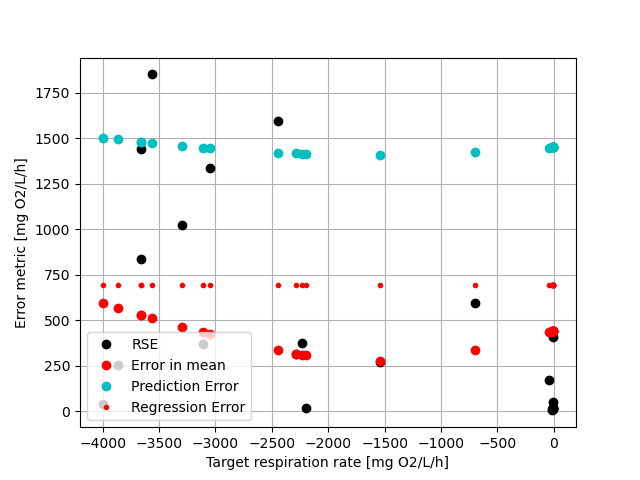 1750
1500
1250
1000
750
500
250
0
Error metric [mg O2/L/h]
RSE
Error in mean
Prediction Error
Regression Error
−4000 −3500 −3000 −2500 −2000 −1500 −1000 −500 0
Target respiration rate [mg O2/L/h]